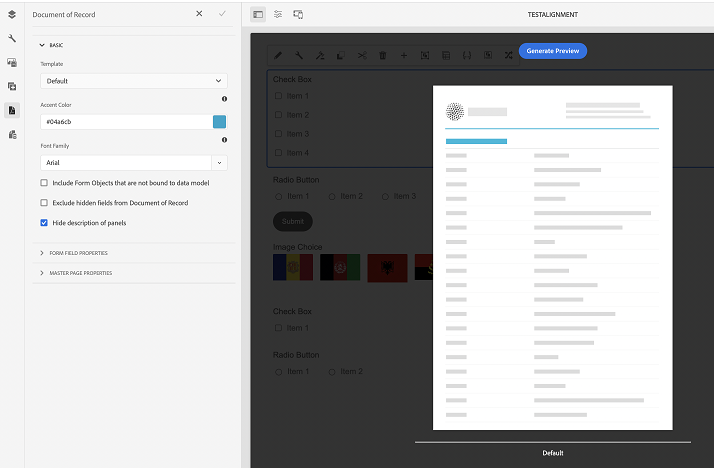 Document of Record
TESTALIGNMENT
BASIC
Template
Default
Accent Color
#04a6cb
Font Family
Arial
Include Form Objects that are not bound to data model
Exclude hidden fields from Document of Record
Hide description of panels
FORM FIELD PROPERTIES
MASTER PAGE PROPERTIES
Generate Preview
Check Box
Item 1
Item 2
Item 3
Item 4
Radio Button
Item 1 Item 2 Item 3
Submit
Image Choice
Check Box
Item 1
Radio Button
Item 1 Item 2
Default